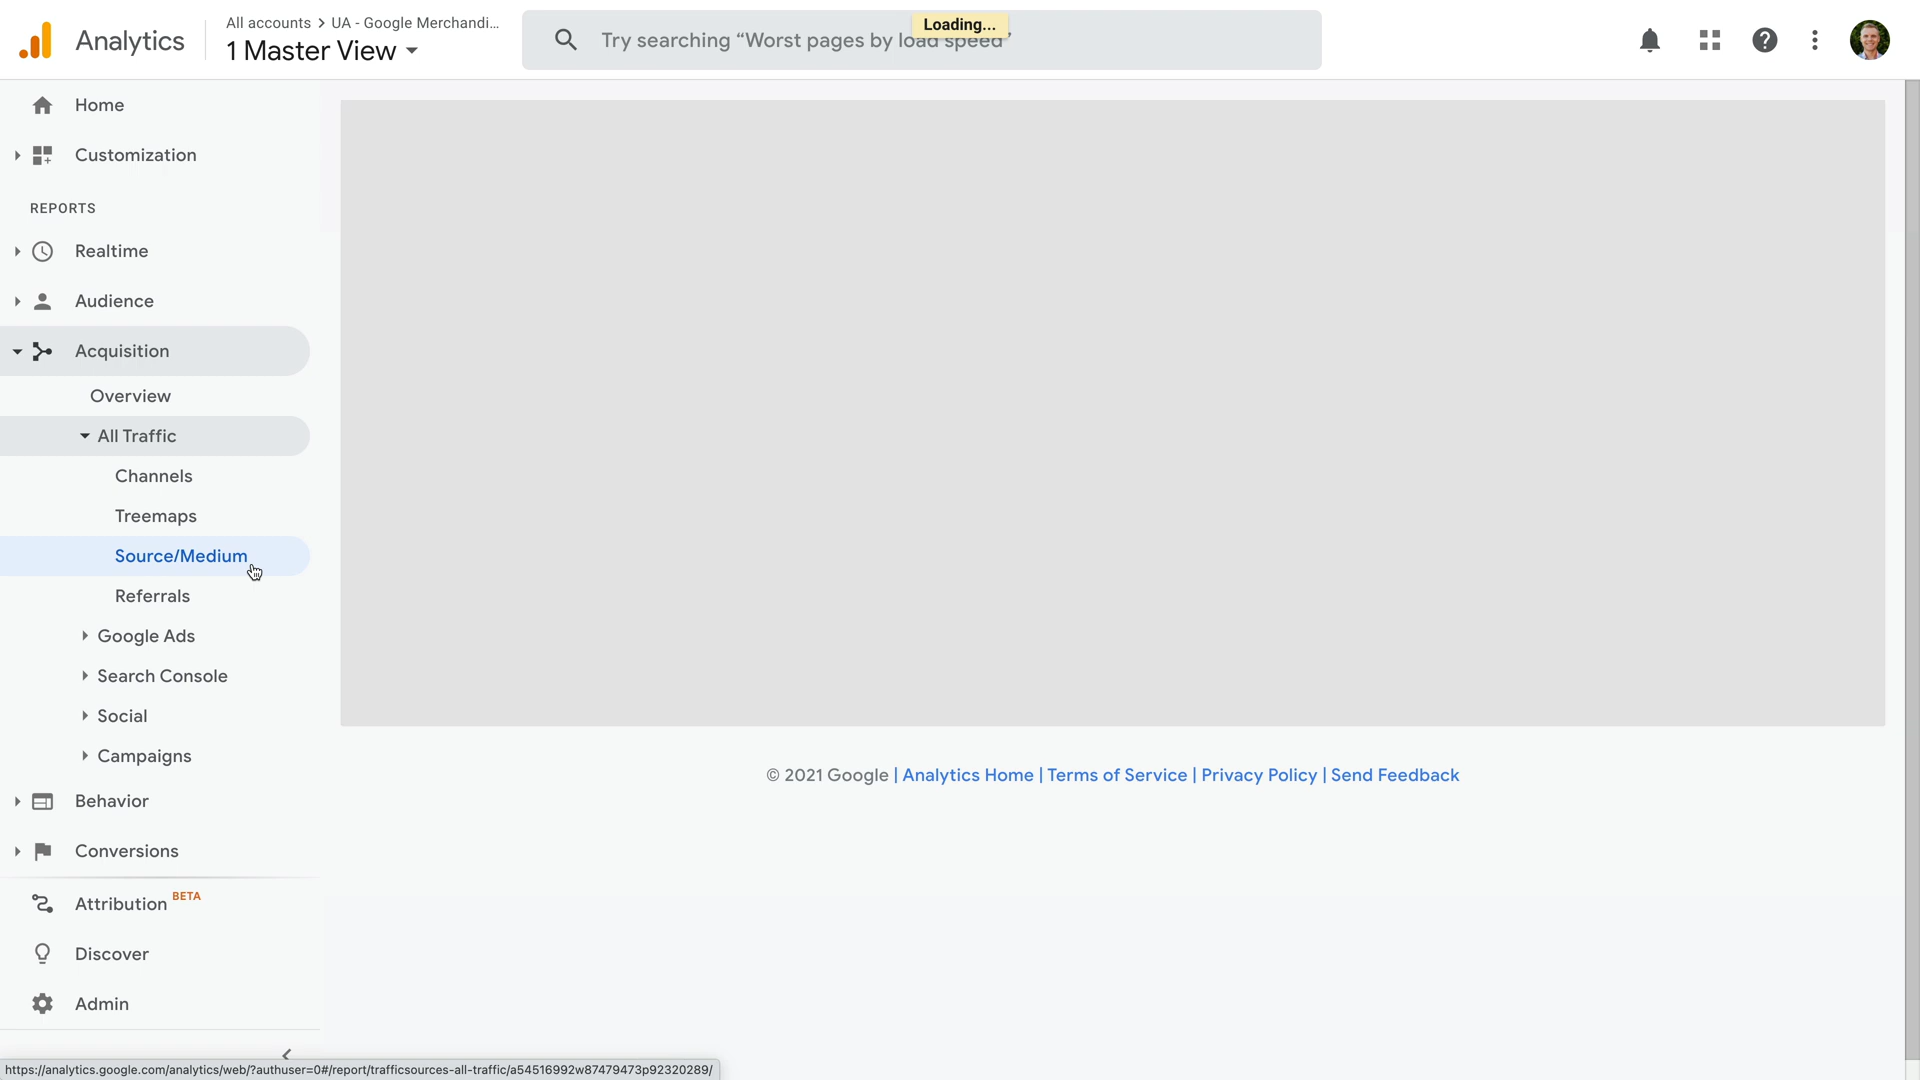 Analytics
All accounts > UA - Google Merchandi...
1 Master View
Try searching “Worst pages by load speed”
Loading...
Home
Customization
REPORTS
Realtime
Audience
Acquisition
Overview
All Traffic
Channels
Treemaps
Source/Medium
Referrals
Google Ads
Search Console
Social
Campaigns
Behavior
Conversions
Attribution BETA
Discover
Admin
© 2021 Google | Analytics Home | Terms of Service | Privacy Policy | Send Feedback
https://analytics.google.com/analytics/web/?authuser=0#/report/trafficsources-all-traffic/a54516992w87479473p92320289/